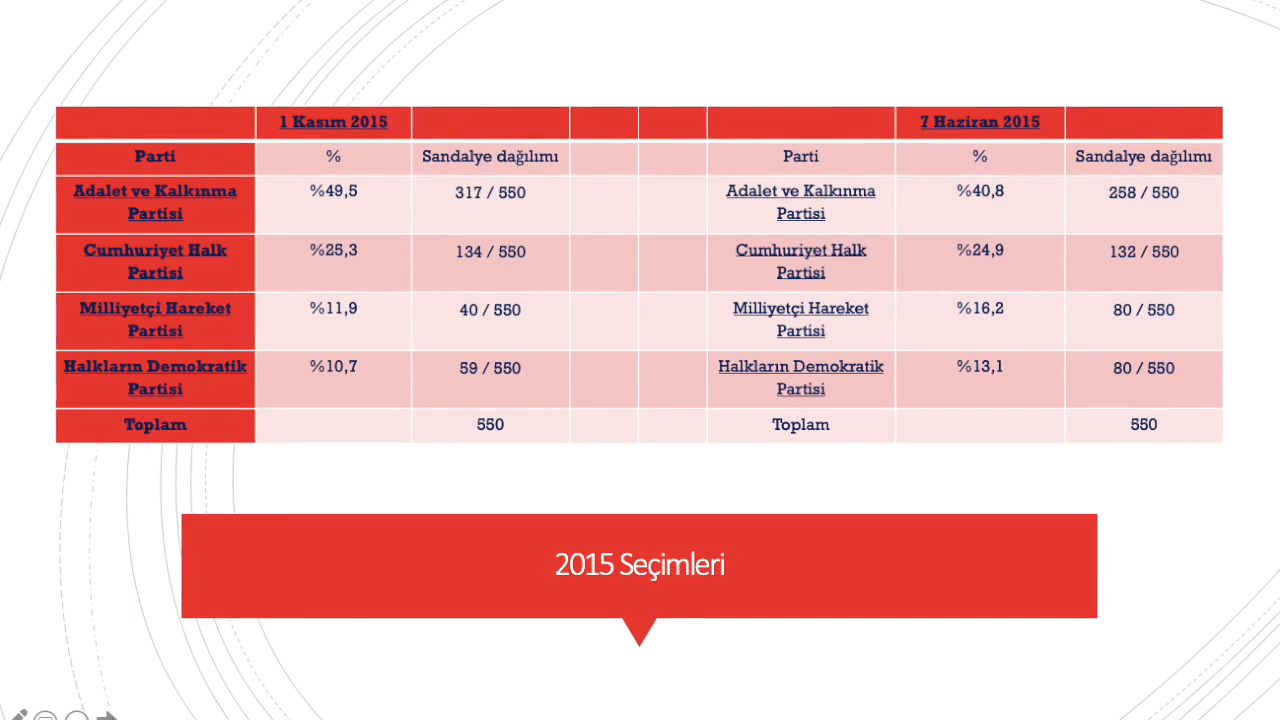 1 Kasım 2015 7 Haziran 2015
Parti % Sandalye dağılımı Parti % Sandalye dağılımı
Adalet ve Kalkınma %49,5 317 / 550 Adalet ve Kalkınma %40,8 258 / 550
Partisi Partisi
Cumhuriyet Halk %25,3 134 / 550 Cumhuriyet Halk %24,9 132 / 550
Partisi Partisi
Milliyetçi Hareket %11,9 40 / 550 Milliyetçi Hareket %16,2 80 / 550
Partisi Partisi
Halkların Demokratik %10,7 59 / 550 Halkların Demokratik %13,1 80 / 550
Partisi Partisi
Toplam 550 Toplam 550
2015 Seçimleri